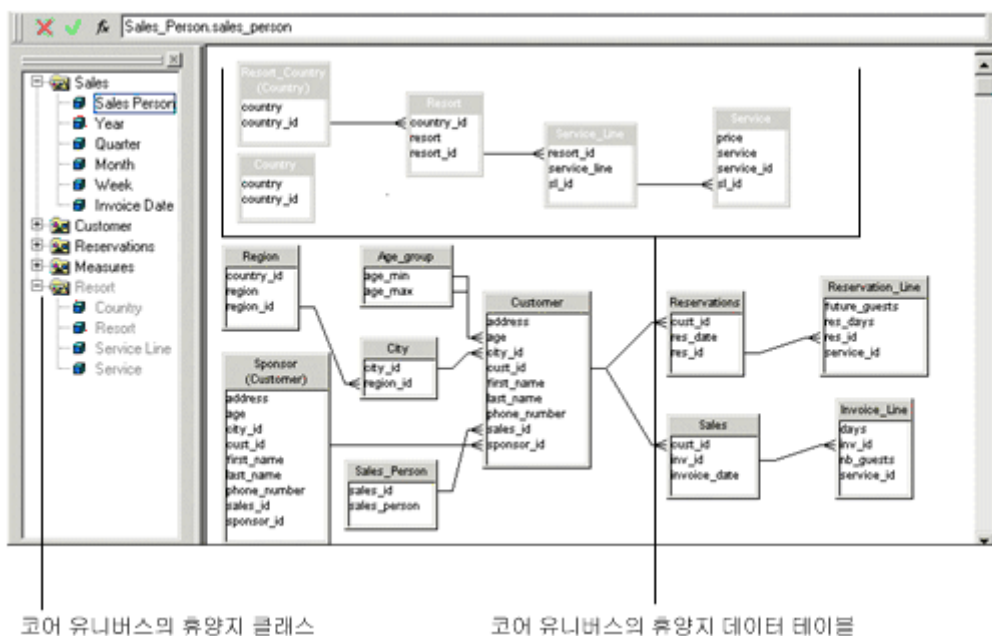 Sales_Person.sales_person
Sales
Sales Person
Year
Quarter
Month
Week
Invoice Date
Customer
Reservations
Measures
Resort
Country
Resort
Service Line
Service
Resort_Country
(Country)
country
country_id
Country
country
country_id
Resort
country_id
resort
resort_id
Service_Line
resort_id
service_line
sl_id
Service
price
service
service_id
sl_id
Region
country_id
region
region_id
Age_group
age_min
age_max
City
city_id
region_id
Customer
address
age
city_id
cust_id
first_name
last_name
phone_number
sales_id
sponsor_id
Sponsor
(Customer)
address
age
city_id
cust_id
first_name
last_name
phone_number
sales_id
sponsor_id
Sales_Person
sales_id
sales_person
Reservations
cust_id
res_date
res_id
Reservation_Line
future_guests
res_days
res_id
service_id
Sales
cust_id
inv_id
invoice_date
Invoice_Line
days
inv_id
nb_guests
service_id
코어 유니버스의 휴양지 클래스
코어 유니버스의 휴양지 데이터 테이블